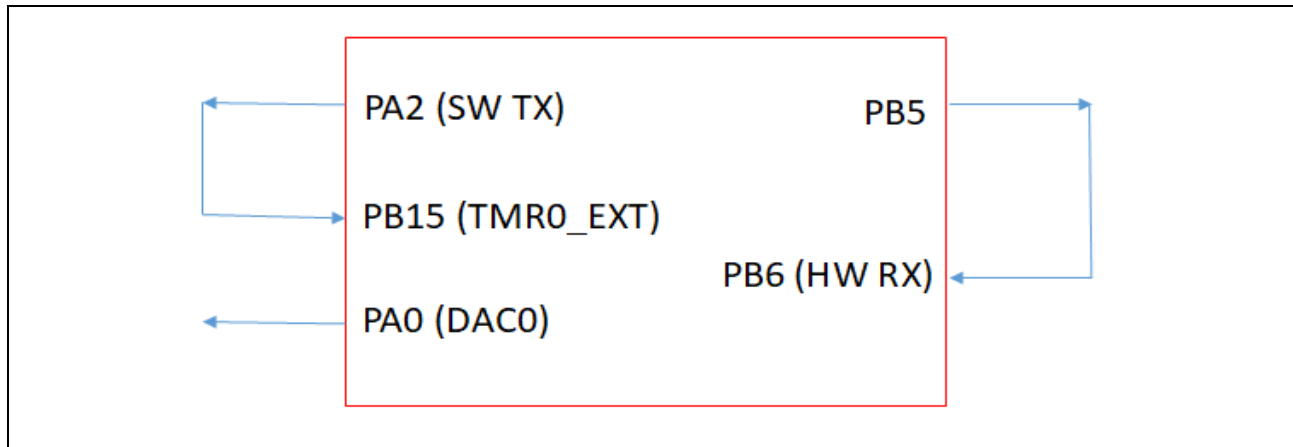 PA2 (SW TX)
PB5
PB15 (TMR0_EXT)
PB6 (HW RX)
PA0 (DAC0)